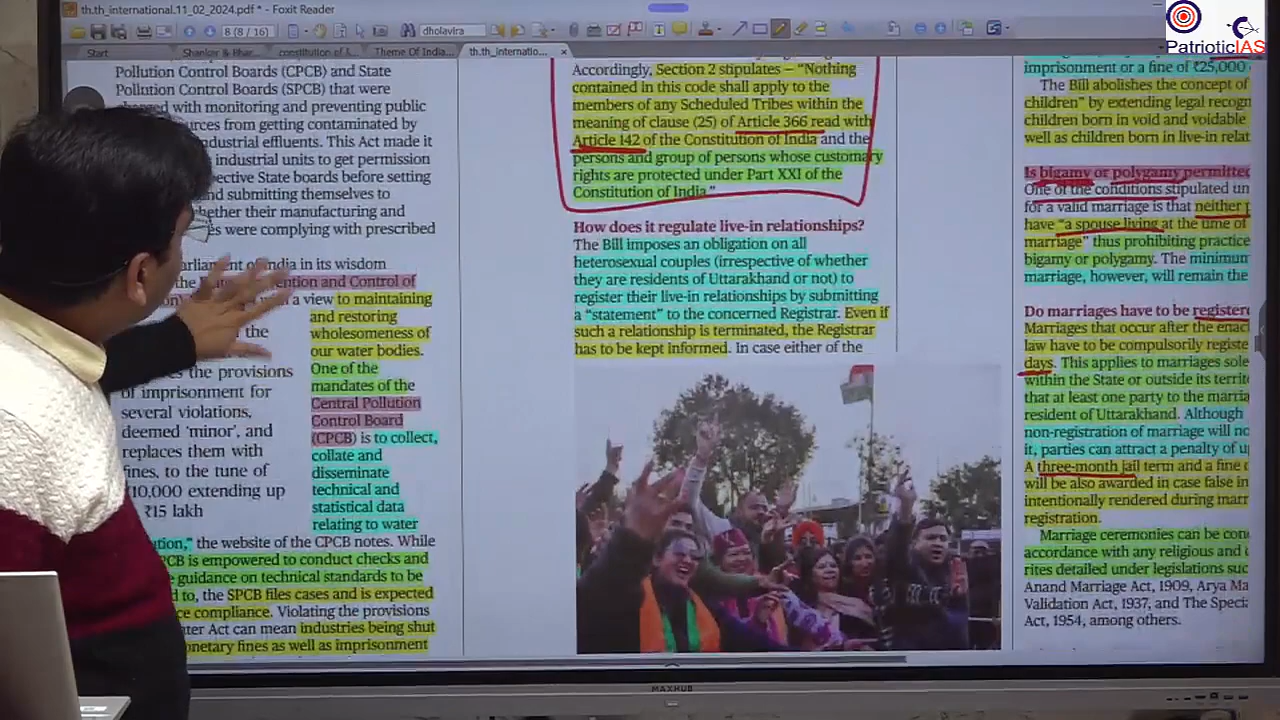 th.th_international.11_02_2024.pdf * - Foxit Reader
8 (8 / 16)
dholavira
Start
Shankar & Bhar...
constitution of i...
Theme Of India...
th.th_internatio...
PatrioticIAS
Pollution Control Boards (CPCB) and State
Pollution Control Boards (SPCB) that were
with monitoring and preventing public
from getting contaminated by
industrial effluents. This Act made it
industrial units to get permission
State boards before setting
and submitting themselves to
whether their manufacturing and
were complying with prescribed
of India in its wisdom
the and Control of
a view to maintaining
and restoring
wholesomeness of
our water bodies.
One of the
mandates of the
Central Pollution
Control Board
(CPCB) is to collect,
collate and
disseminate
technical and
statistical data
relating to water
the
the provisions
of imprisonment for
several violations,
deemed ‘minor’, and
replaces them with
fines, to the tune of
₹10,000 extending up
₹15 lakh
the website of the CPCB notes. While
is empowered to conduct checks and
guidance on technical standards to be
to, the SPCB files cases and is expected
compliance. Violating the provisions
Act can mean industries being shut
fines as well as imprisonment
Accordingly, Section 2 stipulates – “Nothing
contained in this code shall apply to the
members of any Scheduled Tribes within the
meaning of clause (25) of Article 366 read with
Article 142 of the Constitution of India and the
persons and group of persons whose customary
rights are protected under Part XXI of the
Constitution of India.”
How does it regulate live-in relationships?
The Bill imposes an obligation on all
heterosexual couples (irrespective of whether
they are residents of Uttarakhand or not) to
register their live-in relationships by submitting
a “statement” to the concerned Registrar. Even if
such a relationship is terminated, the Registrar
has to be kept informed. In case either of the
imprisonment or a fine of ₹25,000
The Bill abolishes the concept of
children” by extending legal recogn
children born in void and voidable
well as children born in live-in relat
Is bigamy or polygamy permitted
One of the conditions stipulated un
for a valid marriage is that neither p
have “a spouse living at the time of
marriage” thus prohibiting practice
bigamy or polygamy. The minimum
marriage, however, will remain the
Do marriages have to be registere
Marriages that occur after the enac
law have to be compulsorily registe
days. This applies to marriages sole
within the State or outside its territo
that at least one party to the marria
resident of Uttarakhand. Although
non-registration of marriage will no
it, parties can attract a penalty of u
A three-month jail term and a fine o
will be also awarded in case false in
intentionally rendered during marr
registration.
Marriage ceremonies can be con
accordance with any religious and c
rites detailed under legislations suc
Anand Marriage Act, 1909, Arya Ma
Validation Act, 1937, and The Speci
Act, 1954, among others.
MAXHUB